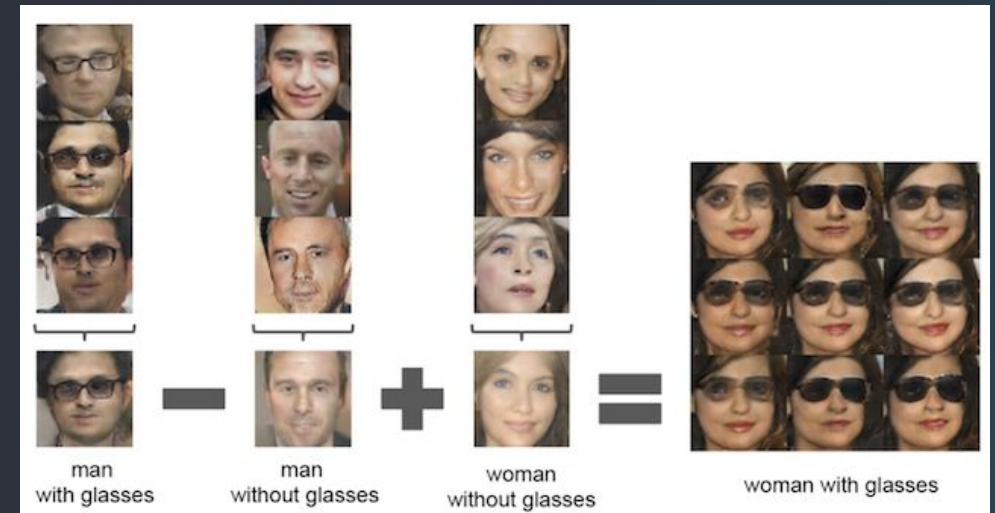 man
with glasses
man
without glasses
woman
without glasses
woman with glasses